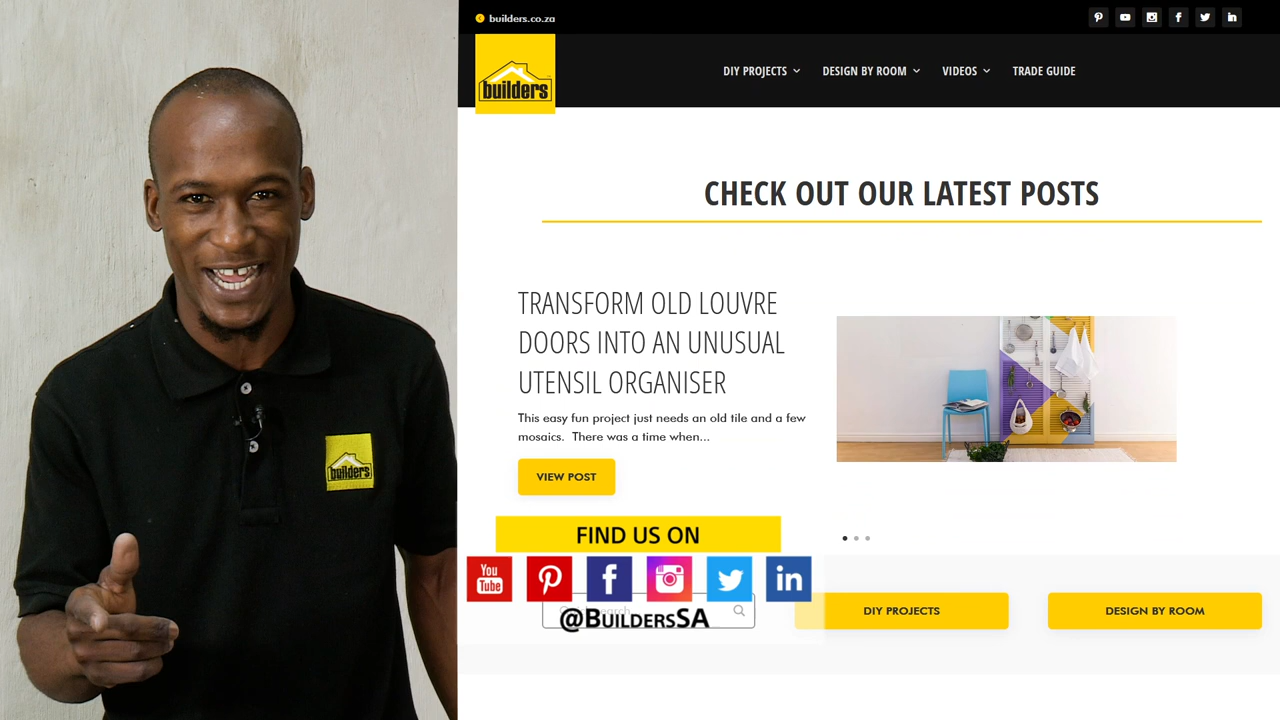 builders.co.za
builders
DIY PROJECTS
DESIGN BY ROOM
VIDEOS
TRADE GUIDE
CHECK OUT OUR LATEST POSTS
TRANSFORM OLD LOUVRE
DOORS INTO AN UNUSUAL
UTENSIL ORGANISER
This easy fun project just needs an old tile and a few
mosaics. There was a time when...
VIEW POST
builders
FIND US ON
You
Tube
in
@BUILDERSSA
DIY PROJECTS
DESIGN BY ROOM